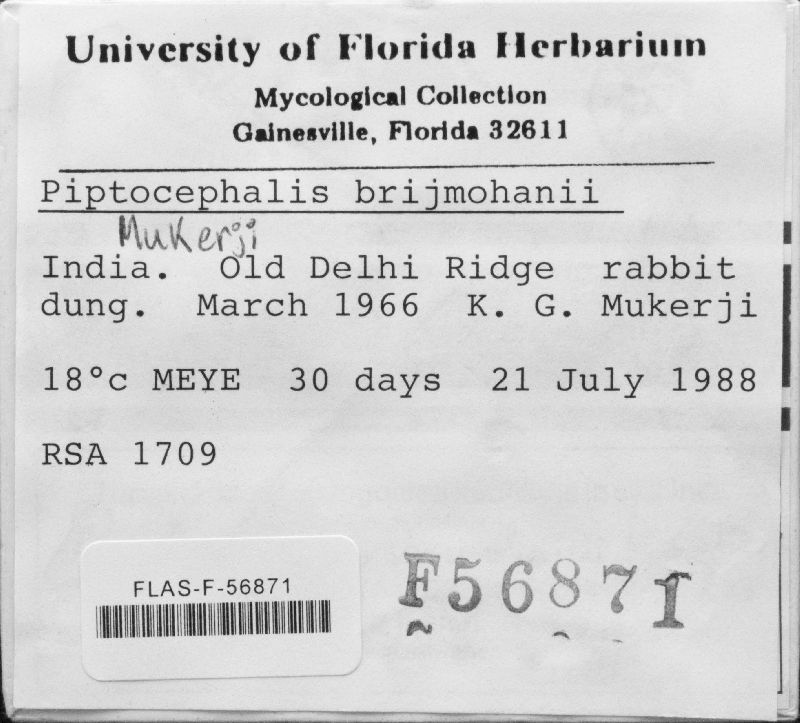 University of Florida Herbarium
Mycological Collection
Gainesville, Florida 32611
Piptocephalis brijmohanii
Mukerji
India. Old Delhi Ridge rabbit
dung. March 1966 K. G. Mukerji
18°c MEYE 30 days 21 July 1988
RSA 1709
FLAS-F-56871
F56871